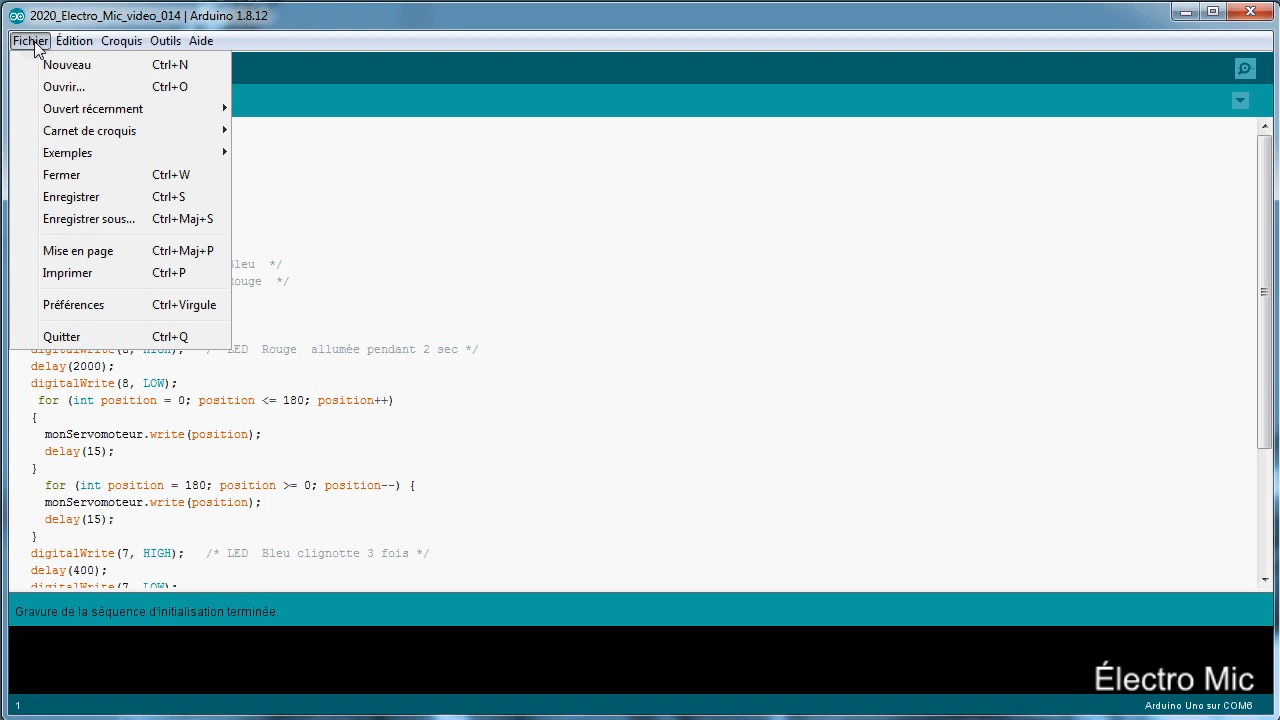 2020_Electro_Mic_video_014 | Arduino 1.8.12
Fichier Édition Croquis Outils Aide
Nouveau Ctrl+N
Ouvrir... Ctrl+O
Ouvert récemment
Carnet de croquis
Exemples
Fermer Ctrl+W
Enregistrer Ctrl+S
Enregistrer sous... Ctrl+Maj+S
Mise en page Ctrl+Maj+P
Imprimer Ctrl+P
Préférences Ctrl+Virgule
Quitter Ctrl+Q
Bleu */
Rouge */
digitalWrite(8, HIGH); /* LED Rouge allumée pendant 2 sec */
delay(2000);
digitalWrite(8, LOW);
for (int position = 0; position <= 180; position++)
{
monServomoteur.write(position);
delay(15);
}
for (int position = 180; position >= 0; position--) {
monServomoteur.write(position);
delay(15);
}
digitalWrite(7, HIGH); /* LED Bleu clignotte 3 fois */
delay(400);
digitalWrite(7, LOW);
Gravure de la séquence d'initialisation terminée.
Électro Mic
1 Arduino Uno sur COM6